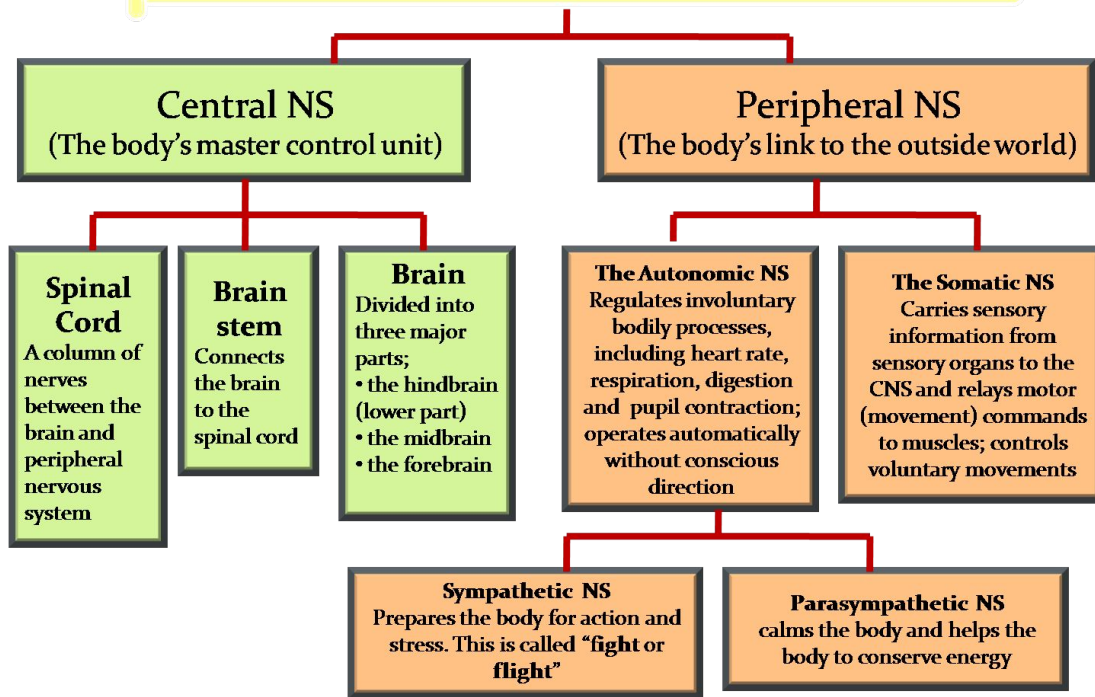 Central NS
(The body's master control unit)
Peripheral NS
(The body's link to the outside world)
Spinal
Cord
A column of
nerves
between the
brain and
peripheral
nervous
system
Brain
stem
Connects
the brain
to the
spinal cord
Brain
Divided into
three major
parts;
• the hindbrain
(lower part)
• the midbrain
• the forebrain
The Autonomic NS
Regulates involuntary
bodily processes,
including heart rate,
respiration, digestion
and pupil contraction;
operates automatically
without conscious
direction
The Somatic NS
Carries sensory
information from
sensory organs to the
CNS and relays motor
(movement) commands
to muscles; controls
voluntary movements
Sympathetic NS
Prepares the body for action and
stress. This is called “fight or
flight”
Parasympathetic NS
calms the body and helps the
body to conserve energy